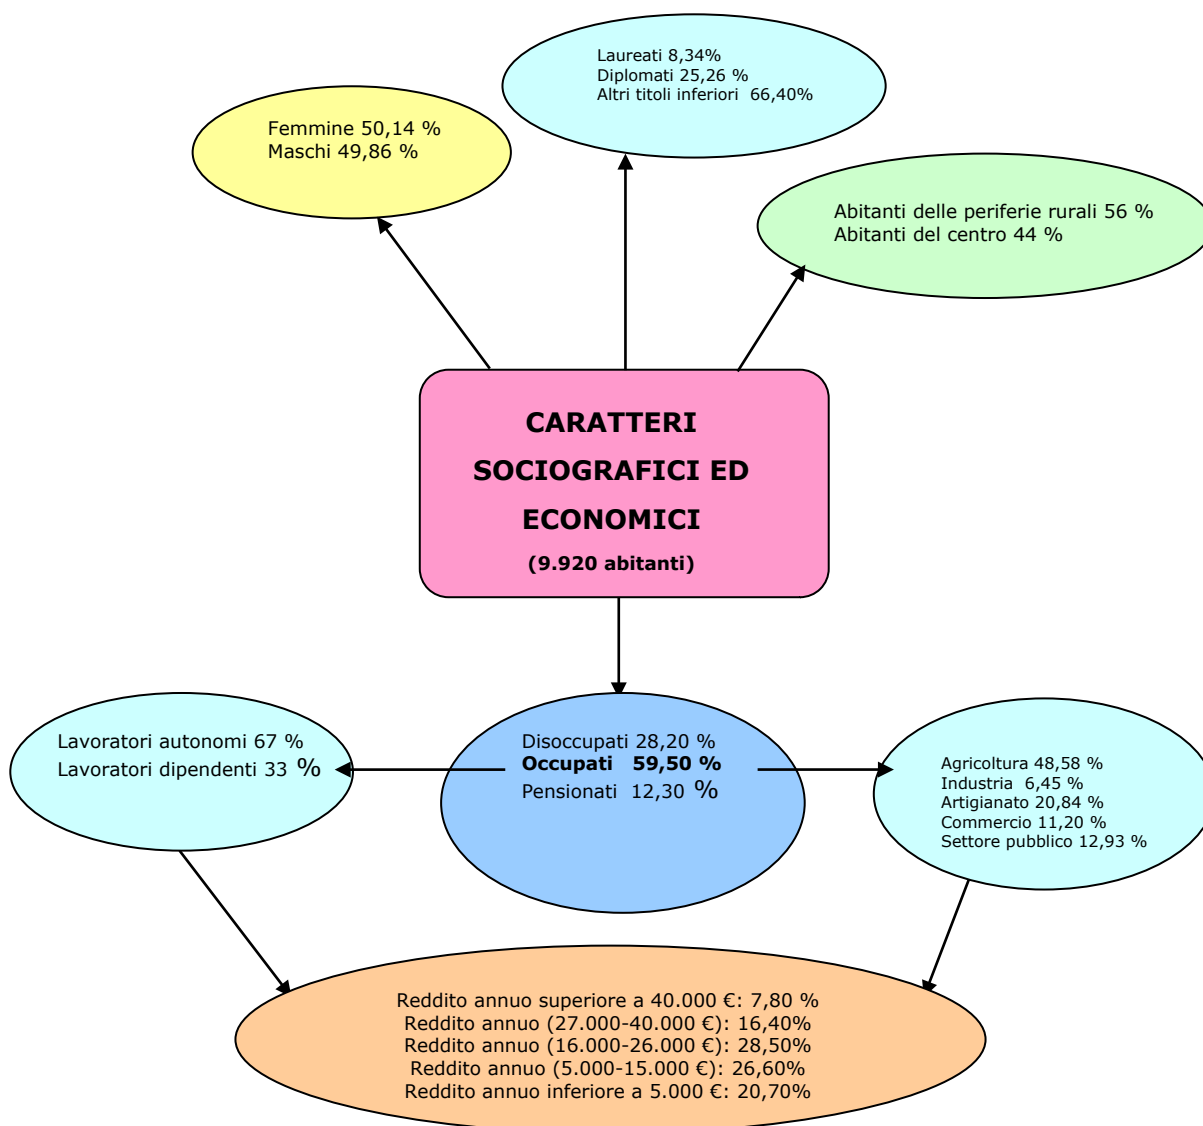 Laureati 8,34%
Diplomati 25,26 %
Altri titoli inferiori 66,40%
Femmine 50,14 %
Maschi 49,86 %
Abitanti delle periferie rurali 56 %
Abitanti del centro 44 %
CARATTERI
SOCIOGRAFICI ED
ECONOMICI
(9.920 abitanti)
Lavoratori autonomi 67 %
Lavoratori dipendenti 33 %
Disoccupati 28,20 %
Occupati 59,50 %
Pensionati 12,30 %
Agricoltura 48,58 %
Industria 6,45 %
Artigianato 20,84 %
Commercio 11,20 %
Settore pubblico 12,93 %
Reddito annuo superiore a 40.000 €: 7,80 %
Reddito annuo (27.000-40.000 €): 16,40%
Reddito annuo (16.000-26.000 €): 28,50%
Reddito annuo (5.000-15.000 €): 26,60%
Reddito annuo inferiore a 5.000 €: 20,70%